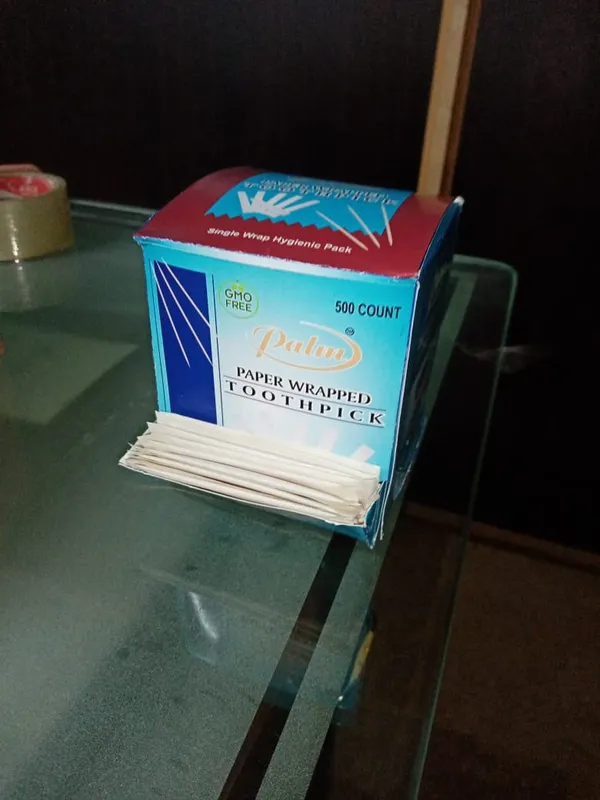 Single Wrap Hygienic Pack
GMO
FREE
500 COUNT
Palm
PAPER WRAPPED
TOOTHPICK